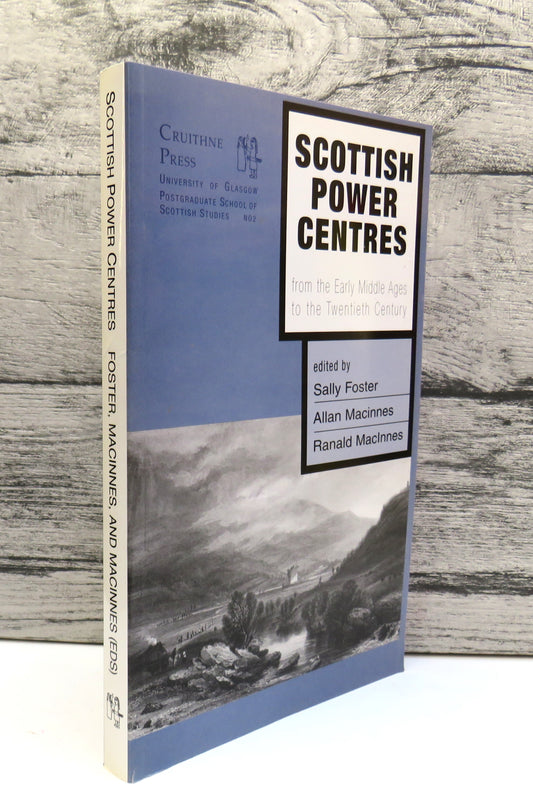 SCOTTISH POWER CENTRES FOSTER, MACINNES, AND MACINNES (EDS)
CRUITHNE
PRESS
UNIVERSITY OF GLASGOW
POSTGRADUATE SCHOOL OF
SCOTTISH STUDIES NO2
SCOTTISH
POWER
CENTRES
from the Early Middle Ages
to the Twentieth Century
edited by
Sally Foster
Allan Macinnes
Ranald MacInnes